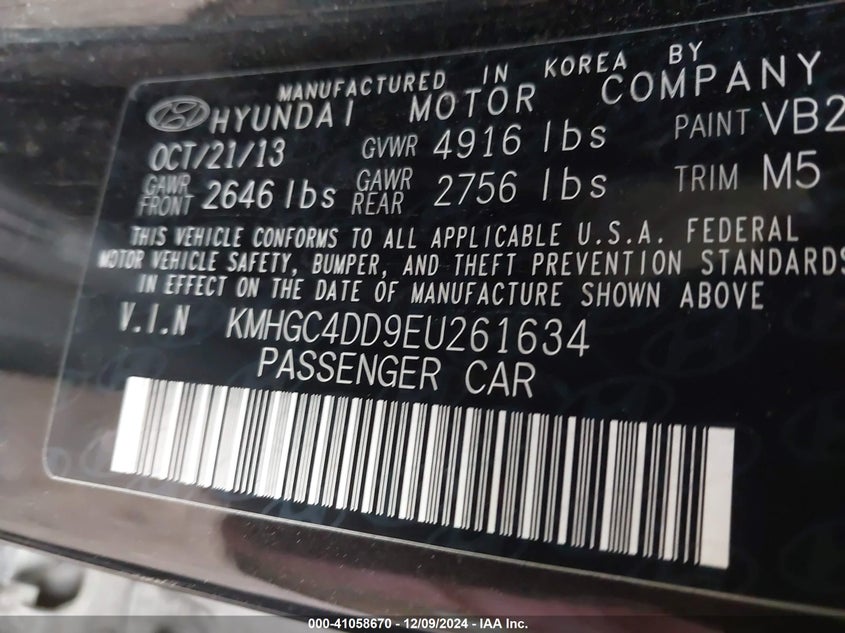 MANUFACTURED IN KOREA BY
HYUNDAI MOTOR COMPANY
OCT/21/13 GVWR 4916 lbs PAINT VB2
GAWR FRONT 2646 lbs GAWR REAR 2756 lbs TRIM M5
THIS VEHICLE CONFORMS TO ALL APPLICABLE U.S.A. FEDERAL
MOTOR VEHICLE SAFETY, BUMPER, AND THEFT PREVENTION STANDARDS
IN EFFECT ON THE DATE OF MANUFACTURE SHOWN ABOVE
V.I.N KMHGC4DD9EU261634
PASSENGER CAR
000-41058670 - 12/09/2024 - IAA Inc.